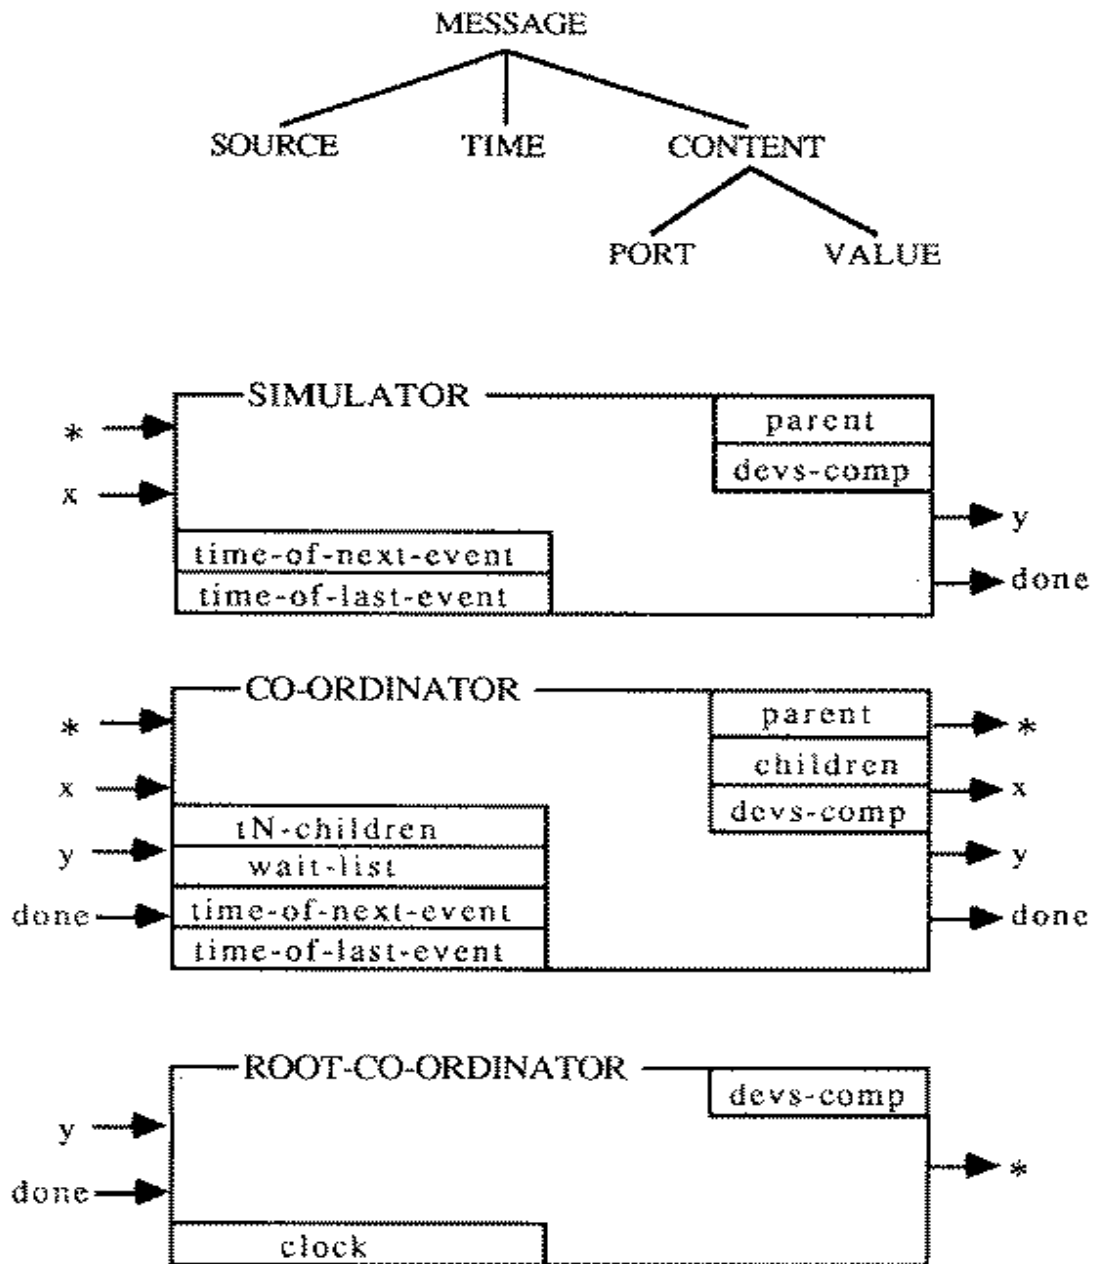 MESSAGE
SOURCE TIME CONTENT
PORT VALUE
SIMULATOR
parent
*
devs-comp
x
y
time-of-next-event
done
time-of-last-event
CO-ORDINATOR
parent
* *
children
x x
devs-comp
tN-children
y y
wait-list
done time-of-next-event done
time-of-last-event
ROOT-CO-ORDINATOR
devs-comp
y
*
done
clock